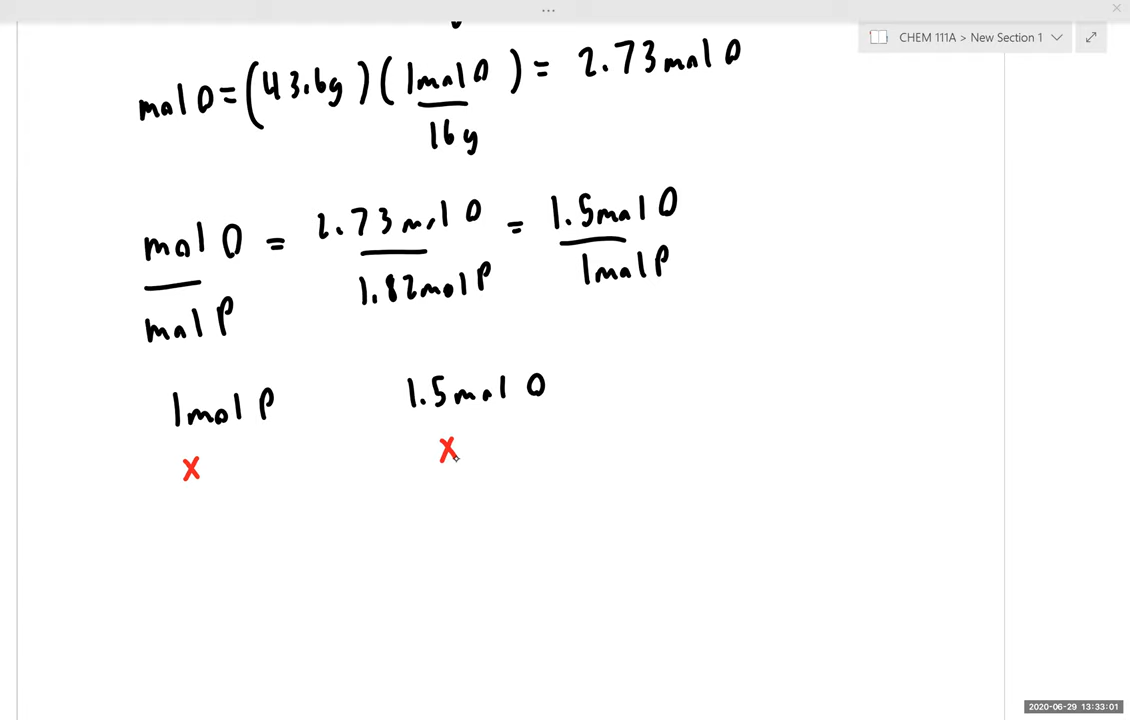 CHEM 111A > New Section 1
mol O = (43.6g) (1mol O / 16g) = 2.73 mol O
mol O / mol P = 2.73 mol O / 1.82 mol P = 1.5 mol O / 1 mol P
1 mol P 1.5 mol O
x x
2020-06-29 13:33:01